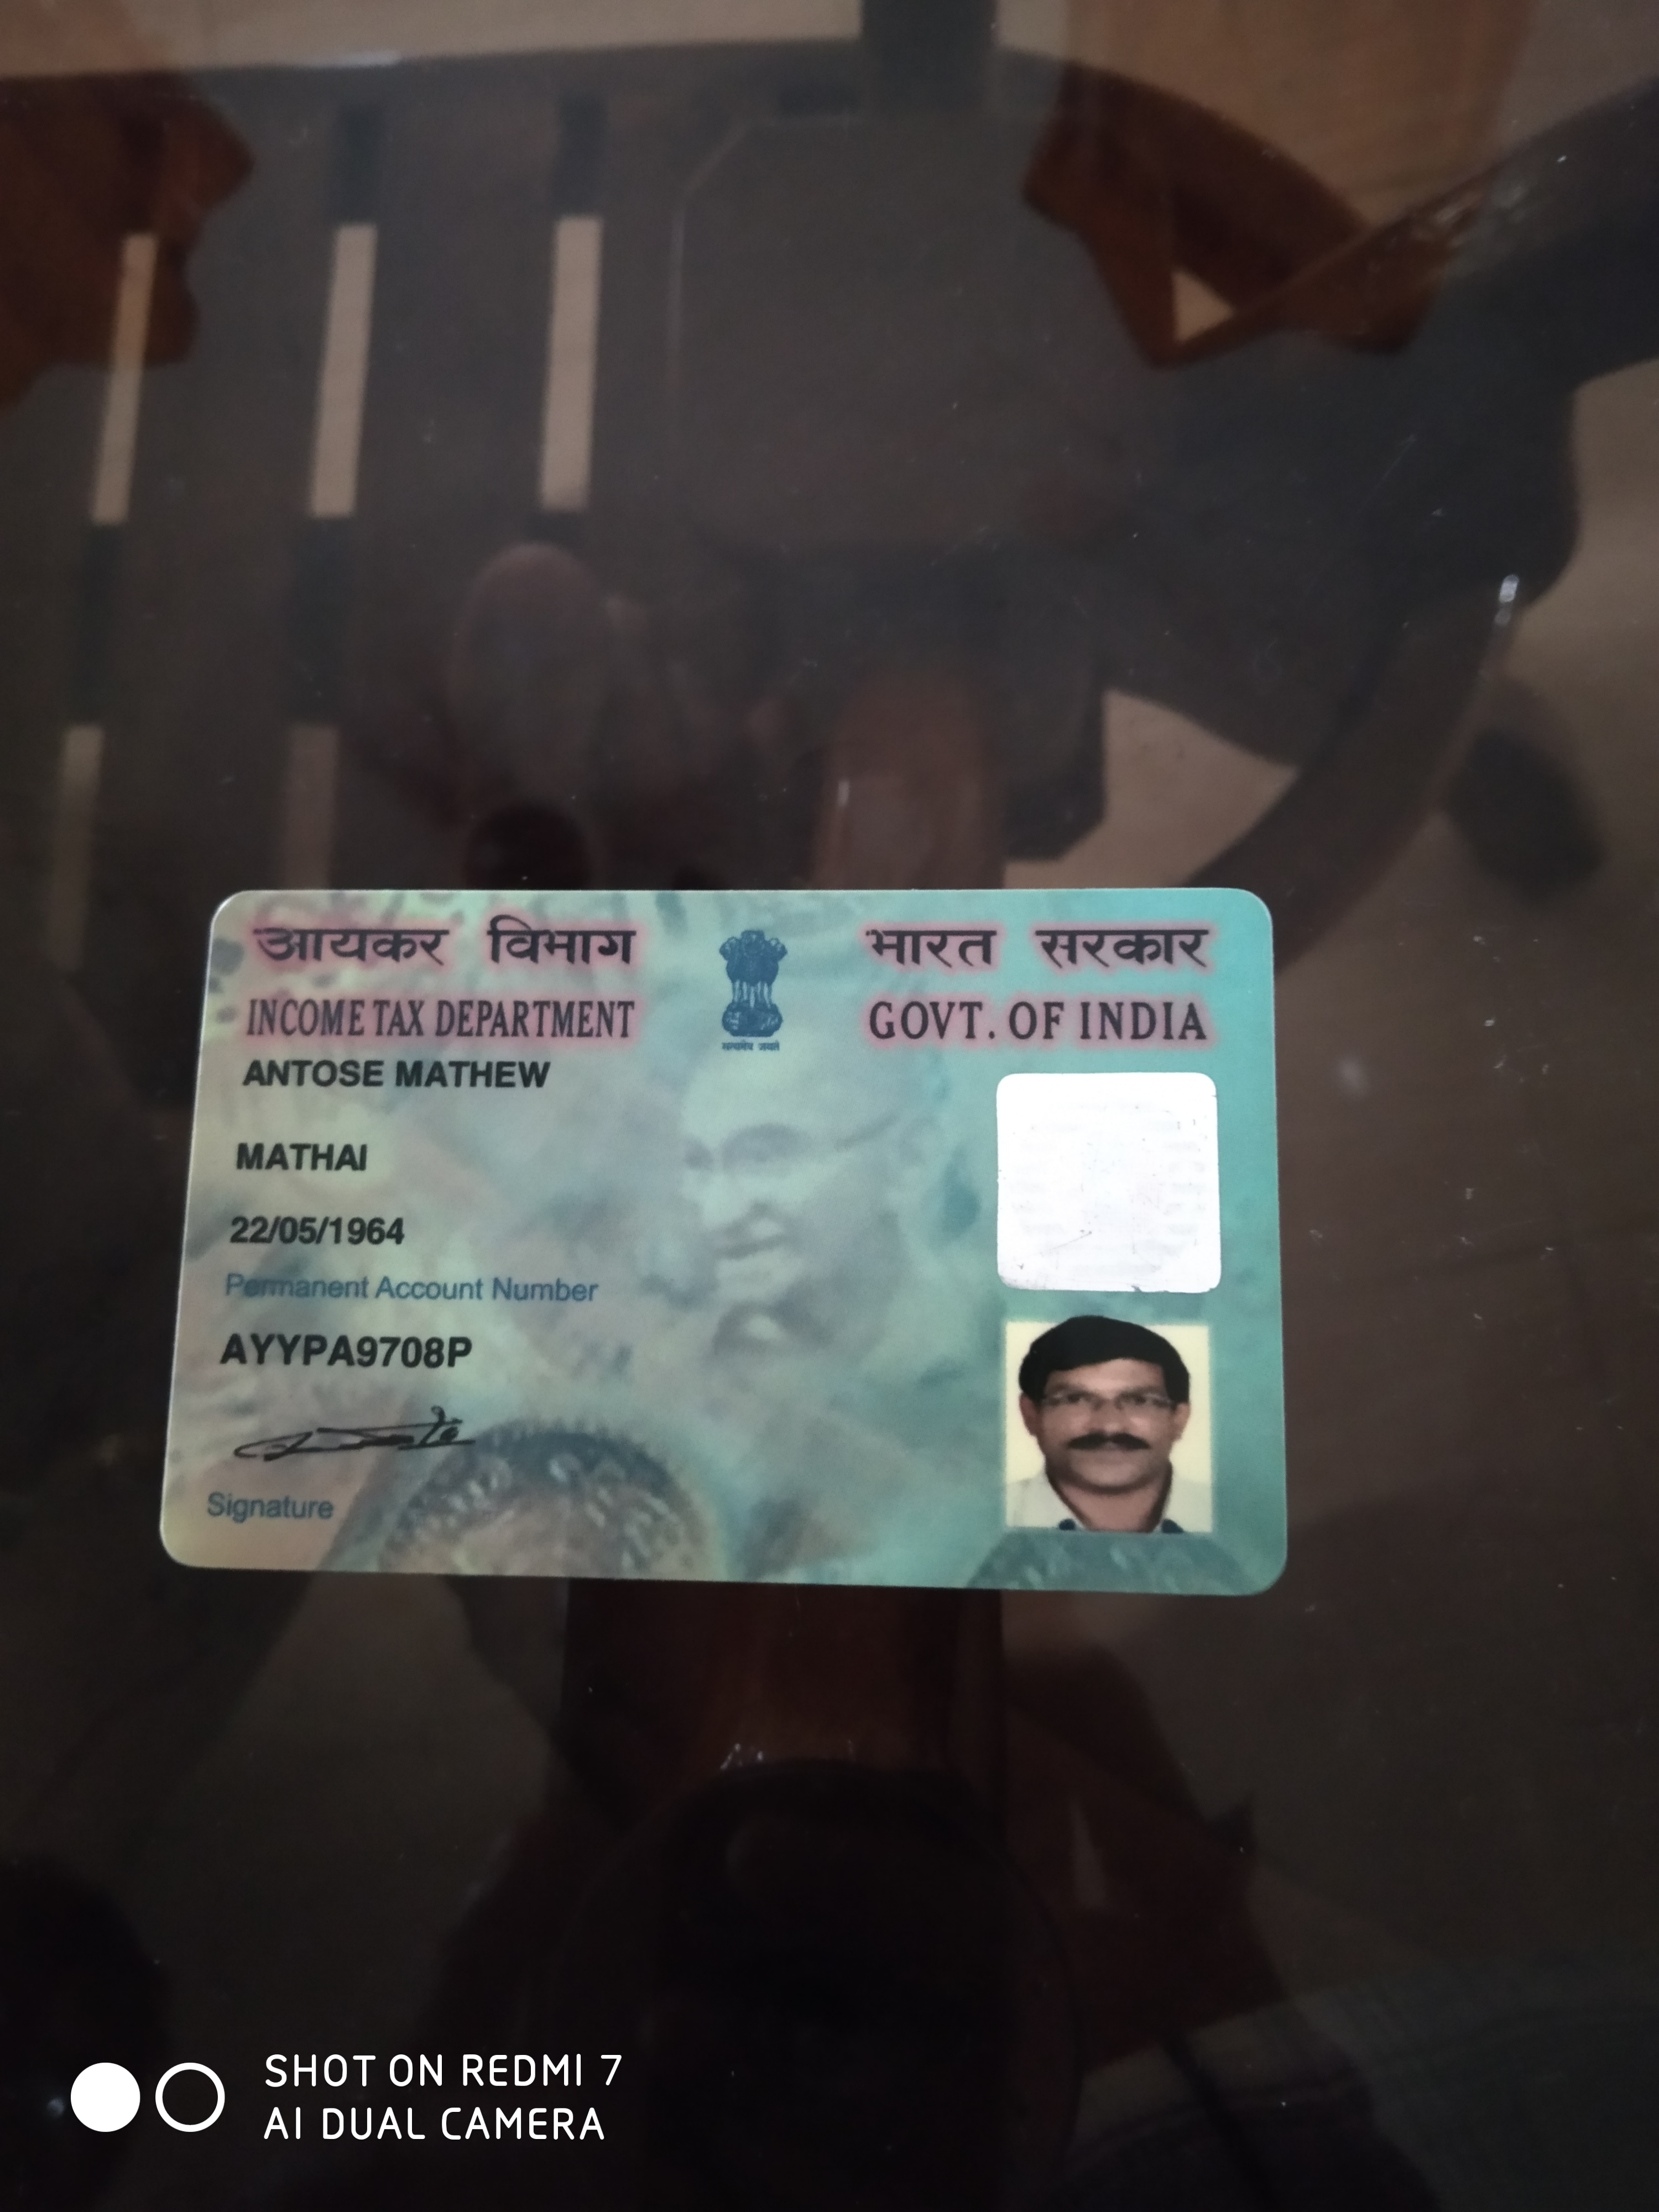 आयकर विभाग
भारत सरकार
INCOME TAX DEPARTMENT
GOVT. OF INDIA
सत्यमेव जयते
ANTOSE MATHEW
MATHAI
22/05/1964
Permanent Account Number
AYYPA9708P
Signature
SHOT ON REDMI 7
AI DUAL CAMERA